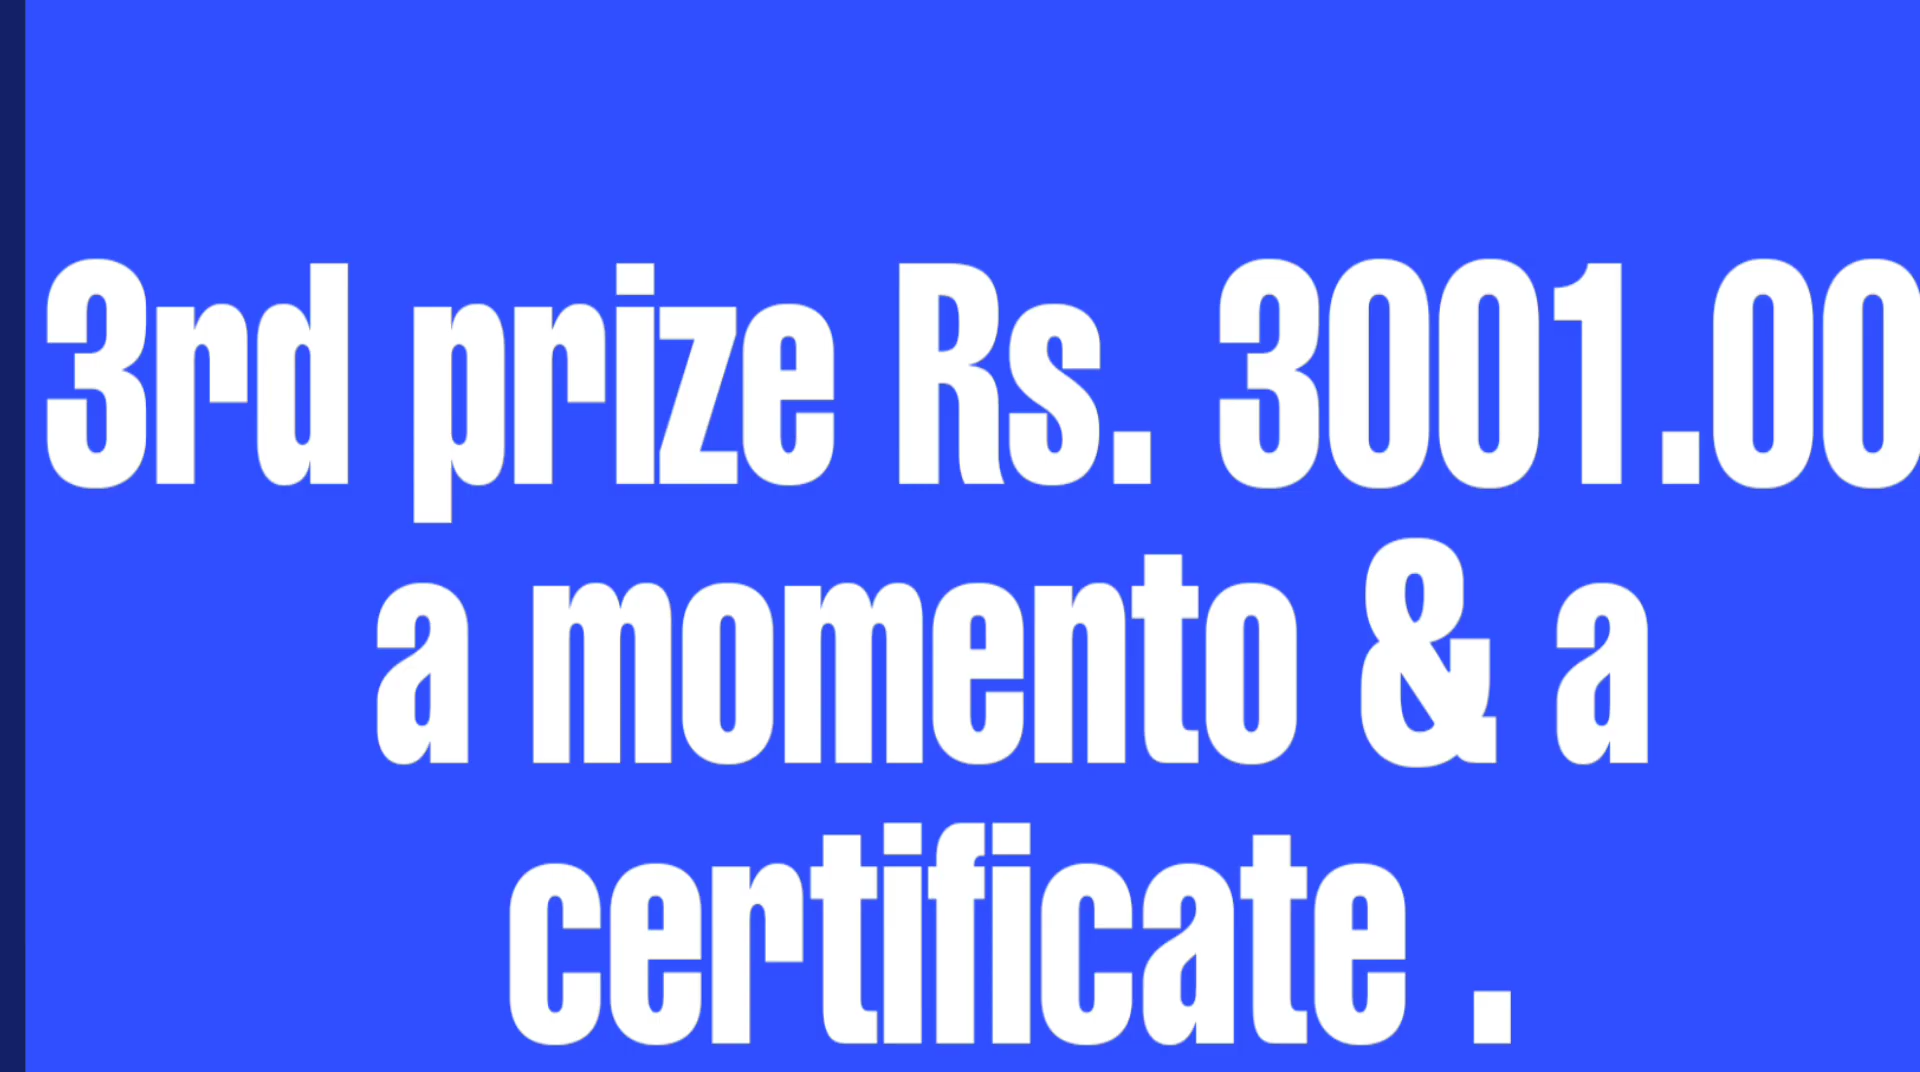 3rd prize Rs. 3001.00
a momento & a
certificate .